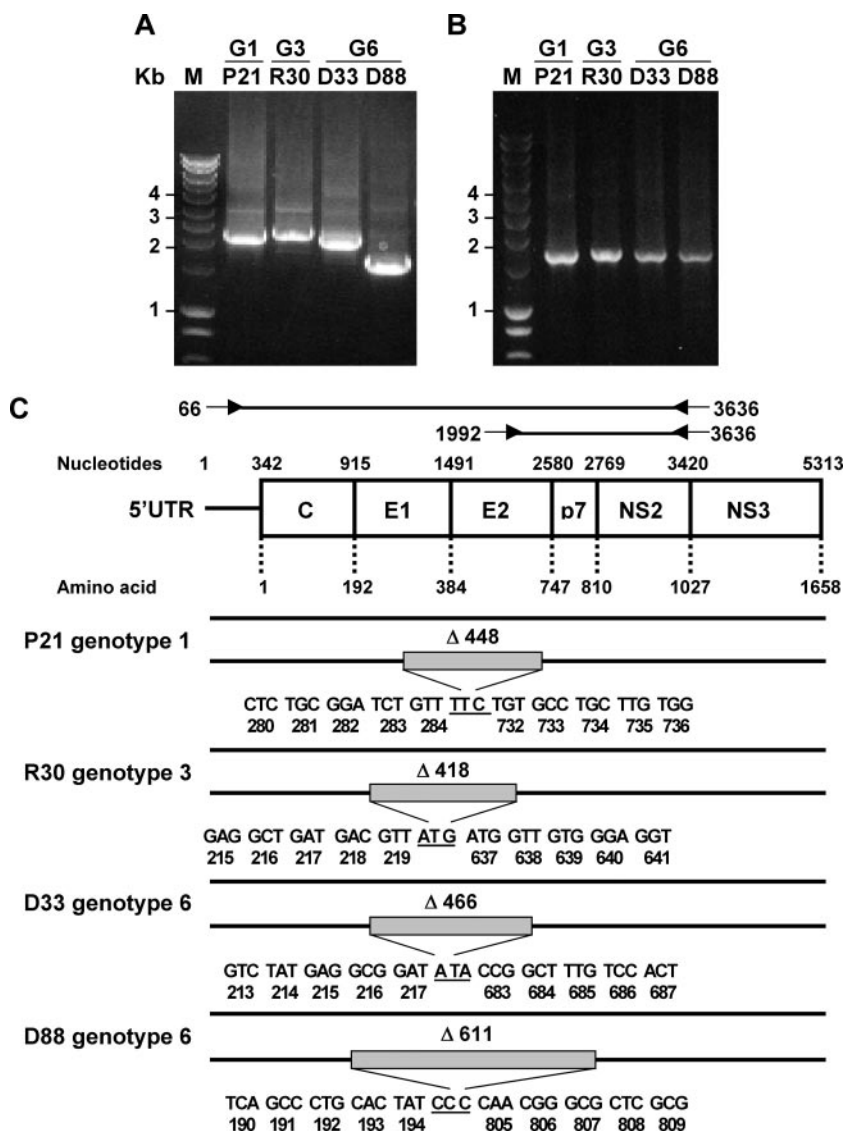 A B
G1 G3 G6 G1 G3 G6
Kb M P21 R30 D33 D88 M P21 R30 D33 D88
4 4
3 3
2 2
1 1
C
66 3636
1992 3636
Nucleotides 1 342 915 1491 2580 2769 3420 5313
5'UTR C E1 E2 p7 NS2 NS3
Amino acid 1 192 384 747 810 1027 1658
P21 genotype 1 Δ 448
CTC TGC GGA TCT GTT TTC TGT GCC TGC TTG TGG
280 281 282 283 284 732 733 734 735 736
R30 genotype 3 Δ 418
GAG GCT GAT GAC GTT ATG ATG GTT GTG GGA GGT
215 216 217 218 219 637 638 639 640 641
D33 genotype 6 Δ 466
GTC TAT GAG GCG GAT ATA CCG GCT TTG TCC ACT
213 214 215 216 217 683 684 685 686 687
D88 genotype 6 Δ 611
TCA GCC CTG CAC TAT CCC CAA CGG GCG CTC GCG
190 191 192 193 194 805 806 807 808 809